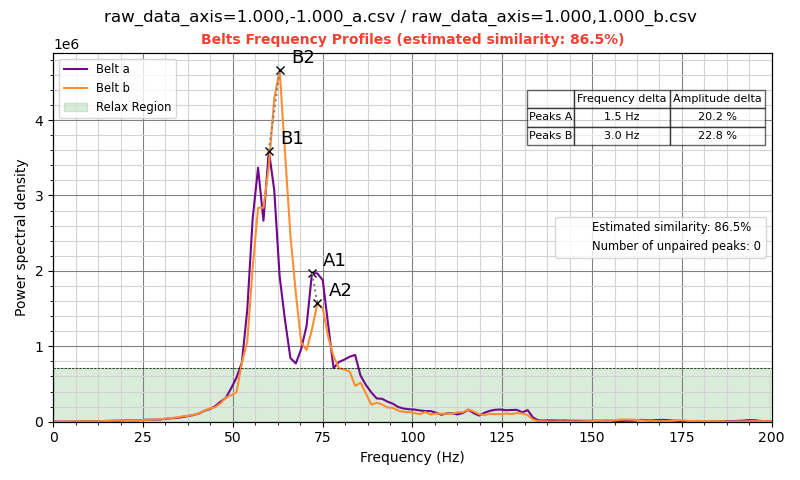 raw_data_axis=1.000,-1.000_a.csv / raw_data_axis=1.000,1.000_b.csv
Belts Frequency Profiles (estimated similarity: 86.5%)
1e6
Belt a
Belt b
Relax Region
B2
B1
A1
A2
Frequency delta Amplitude delta
Peaks A 1.5 Hz 20.2 %
Peaks B 3.0 Hz 22.8 %
Estimated similarity: 86.5%
Number of unpaired peaks: 0
Power spectral density
4
3
2
1
0
0 25 50 75 100 125 150 175 200
Frequency (Hz)